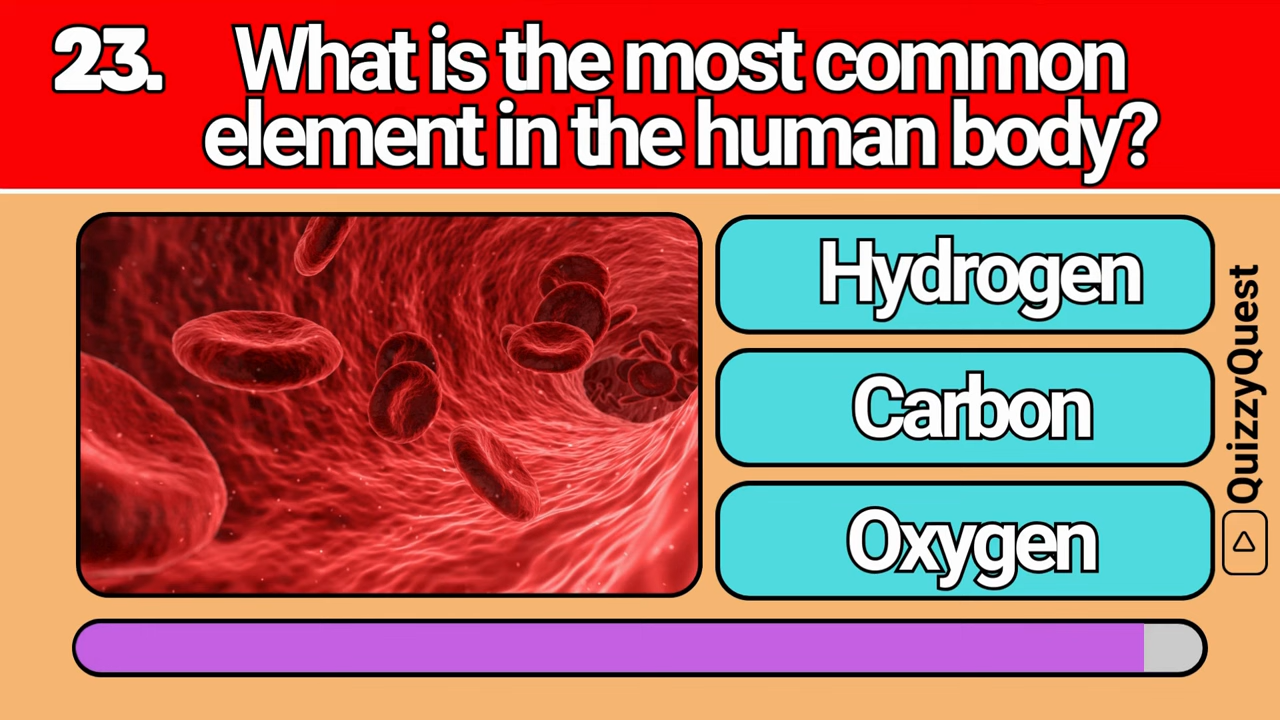 23. What is the most common
element in the human body?
Hydrogen
Carbon
Oxygen
QuizzyQuest